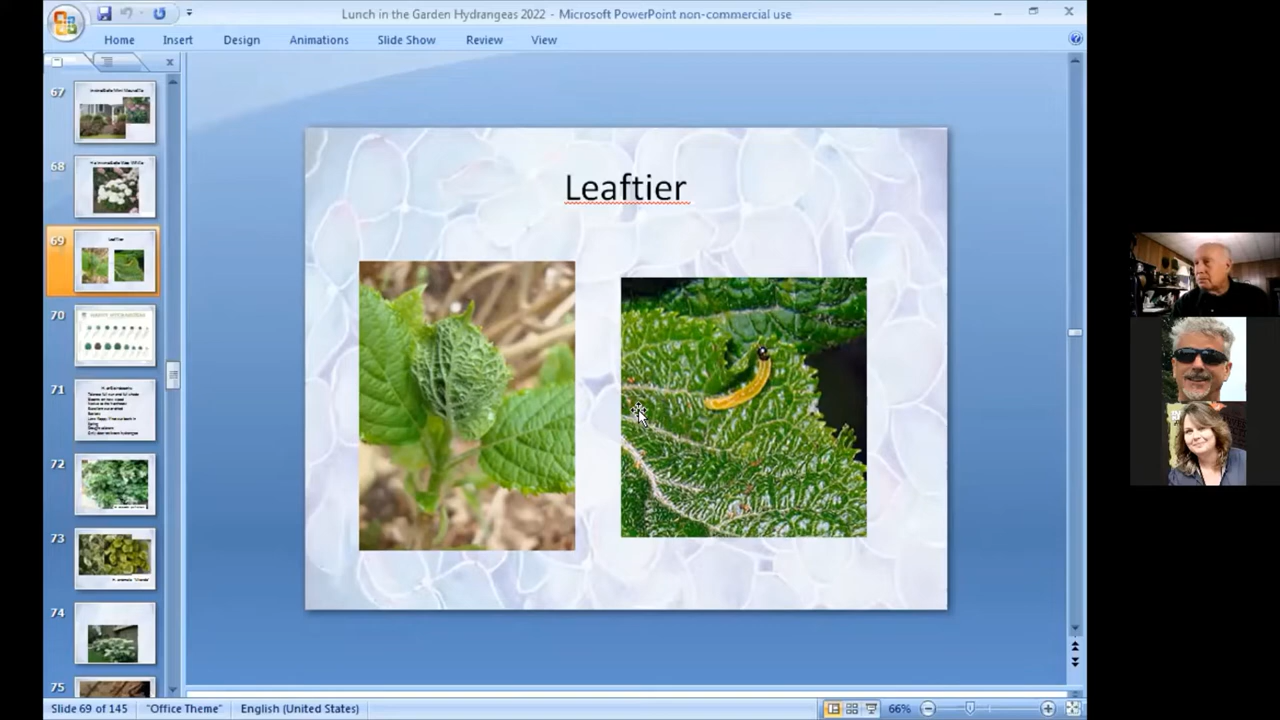 Lunch in the Garden Hydrangeas 2022 - Microsoft PowerPoint non-commercial use
Home Insert Design Animations Slide Show Review View
67
68
69
Leaftier
70
71
72
73
74
75
Leaftier
Slide 69 of 145 "Office Theme" English (United States) 66%